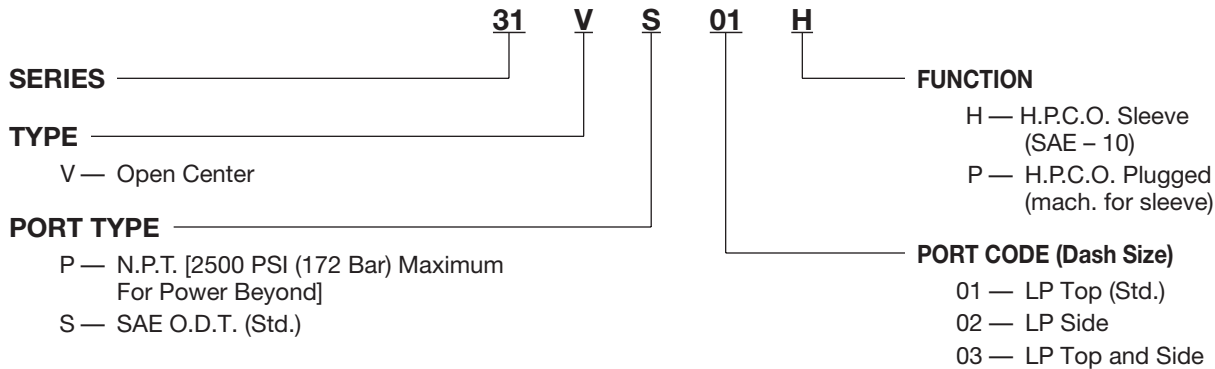 31 V S 01 H
SERIES
TYPE
V — Open Center
PORT TYPE
P — N.P.T. [2500 PSI (172 Bar) Maximum
For Power Beyond]
S — SAE O.D.T. (Std.)
FUNCTION
H — H.P.C.O. Sleeve
(SAE – 10)
P — H.P.C.O. Plugged
(mach. for sleeve)
PORT CODE (Dash Size)
01 — LP Top (Std.)
02 — LP Side
03 — LP Top and Side